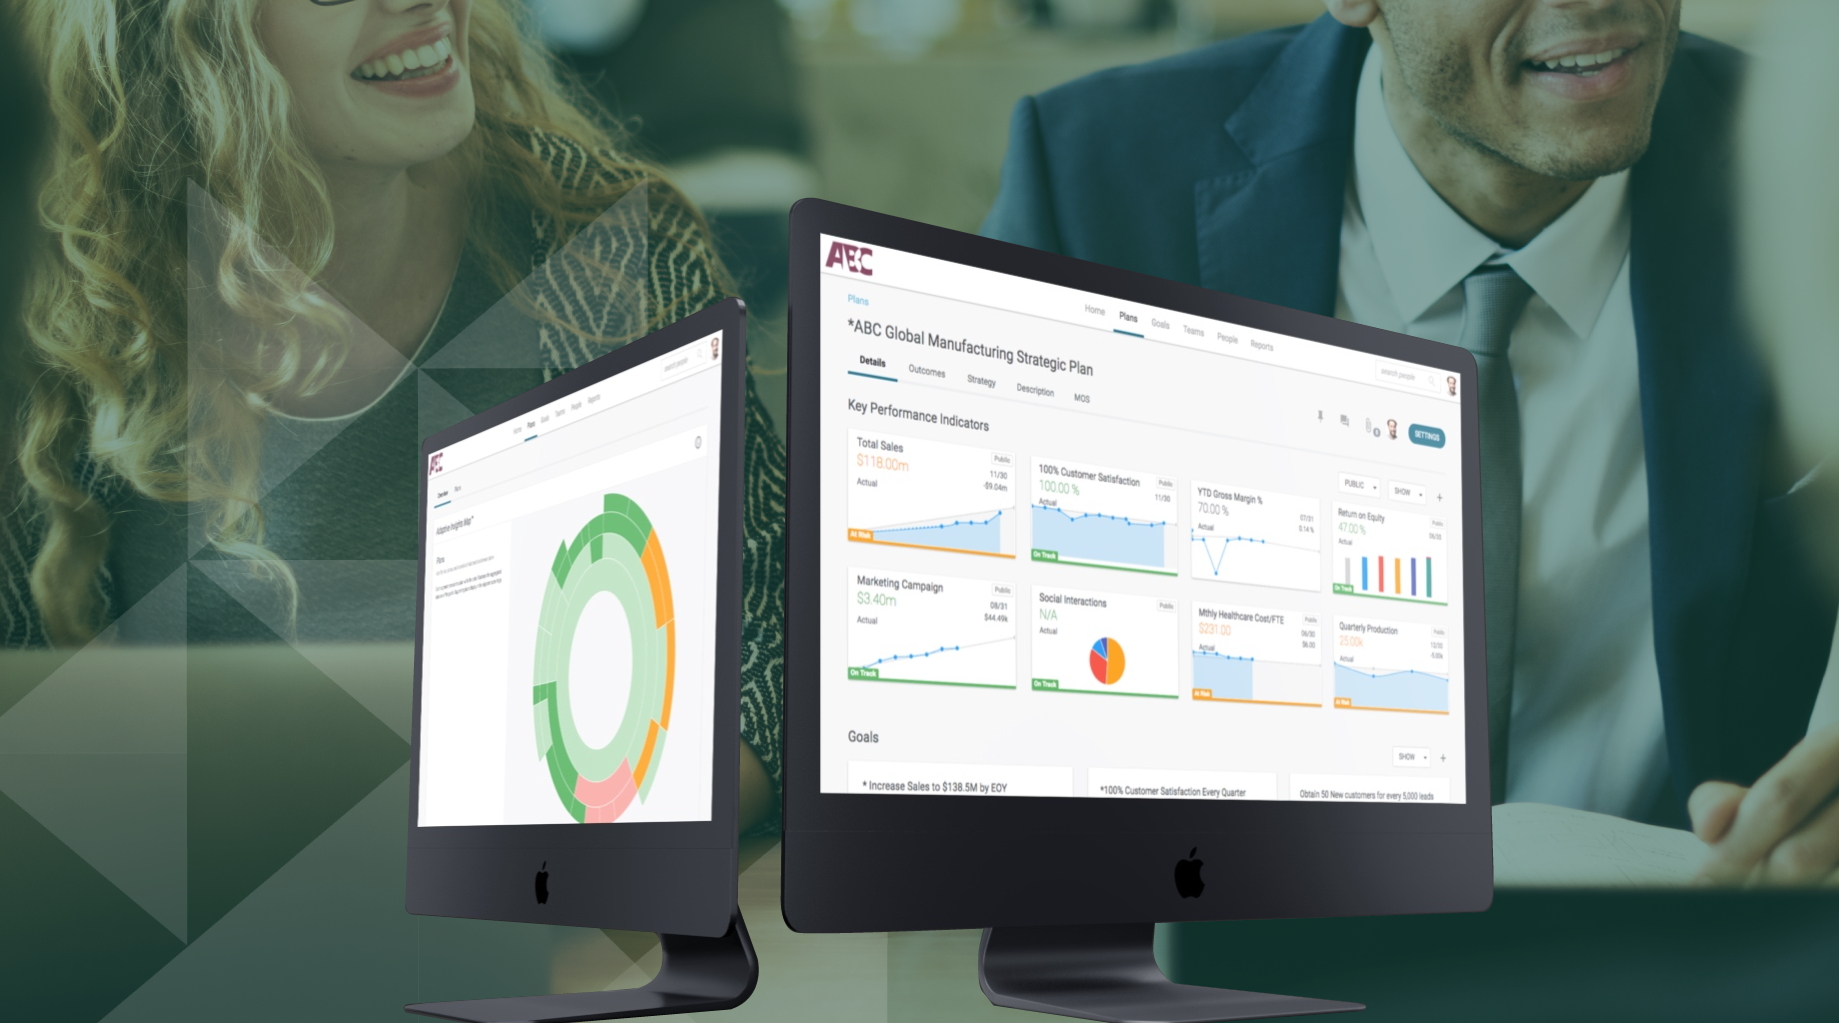 ABC
Home Plans Goals Teams People Reports
search people
Overview
Adaptive Insights Map*
Plans
ABC
Home Plans Goals Teams People Reports
search people
Plans
*ABC Global Manufacturing Strategic Plan
Details Outcomes Strategy Description MOS
SETTINGS
Key Performance Indicators
PUBLIC SHOW +
Total Sales
Public
$118.00m
11/30
-$9.04m
Actual
At Risk
100% Customer Satisfaction
Public
100.00 %
11/30
Actual
On Track
YTD Gross Margin %
70.00 %
07/31
0.14 %
Actual
Return on Equity
Public
47.00 %
06/30
Actual
On Track
Marketing Campaign
Public
$3.40m
08/31
$44.49k
Actual
On Track
Social Interactions
Public
N/A
Actual
On Track
Mthly Healthcare Cost/FTE
Public
$231.00
06/30
$6.00
Actual
At Risk
Quarterly Production
Public
25.00k
12/30
-5.00k
Actual
At Risk
Goals
SHOW +
* Increase Sales to $138.5M by EOY
*100% Customer Satisfaction Every Quarter
Obtain 50 New customers for every 5,000 leads